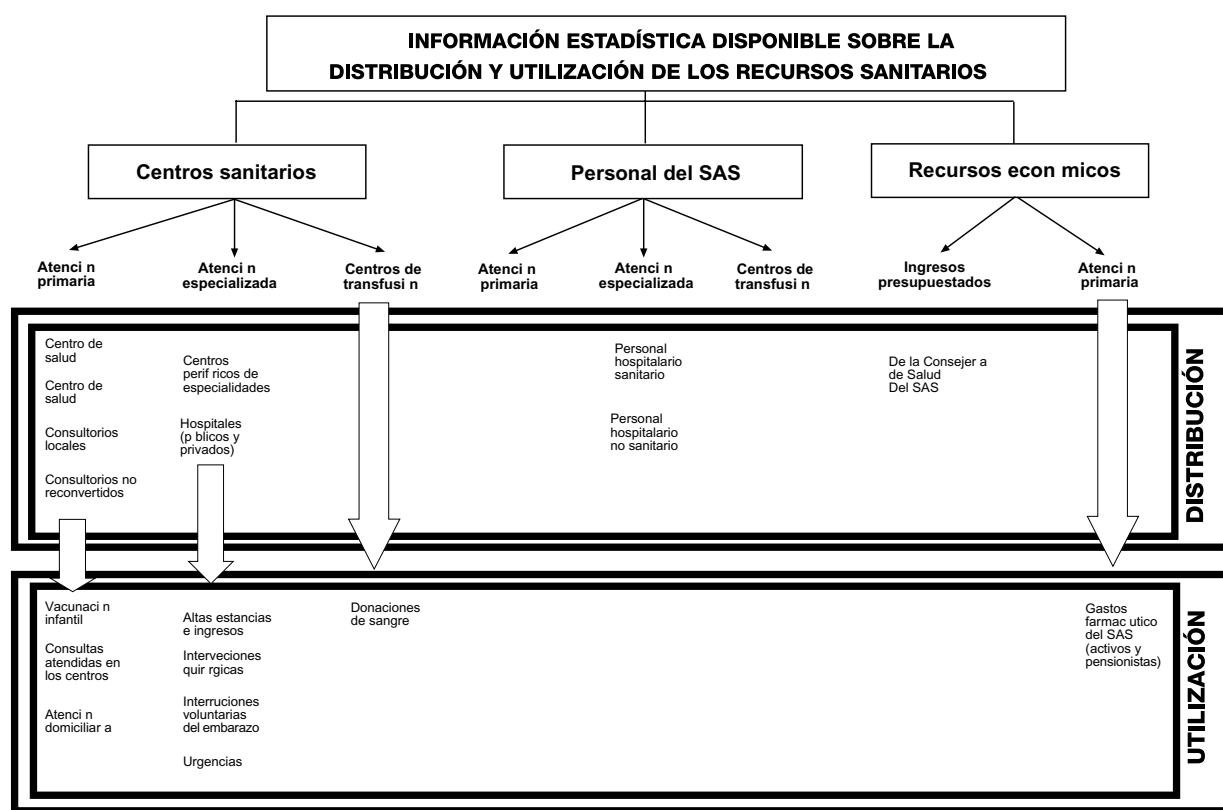 INFORMACIÓN ESTADÍSTICA DISPONIBLE SOBRE LA
DISTRIBUCIÓN Y UTILIZACIÓN DE LOS RECURSOS SANITARIOS
Centros sanitarios
Personal del SAS
Recursos econ micos
Atenci n
primaria
Atenci n
especializada
Centros de
transfusi n
Atenci n
primaria
Atenci n
especializada
Centros de
transfusi n
Ingresos
presupuestados
Atenci n
primaria
Centro de
salud
Centro de
salud
Consultorios
locales
Consultorios no
reconvertidos
Centros
perif ricos de
especialidades
Hospitales
(p blicos y
privados)
Personal
hospitalario
sanitario
Personal
hospitalario
no sanitario
De la Consejer a
de Salud
Del SAS
DISTRIBUCIÓN
Vacunaci n
infantil
Consultas
atendidas en
los centros
Atenci n
domiciliar a
Altas estancias
e ingresos
Interveciones
quir rgicas
Interruciones
voluntarias
del embarazo
Urgencias
Donaciones
de sangre
Gastos
farmac utico
del SAS
(activos y
pensionistas)
UTILIZACIÓN